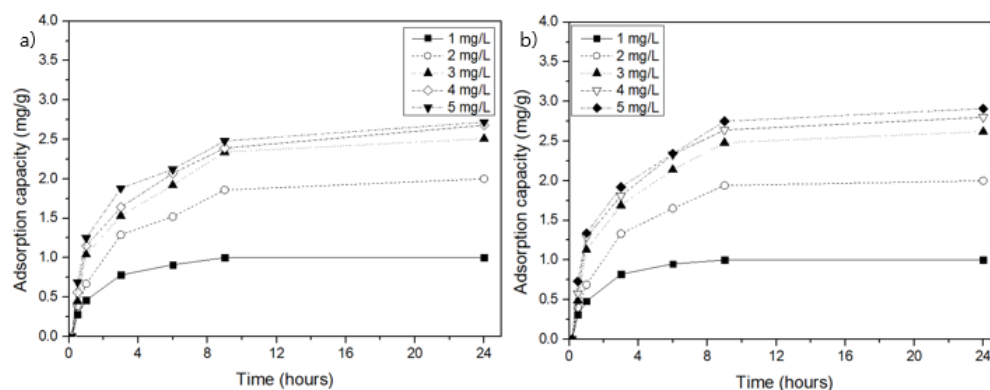 a)
4.0
3.5
3.0
2.5
2.0
1.5
1.0
0.5
0.0
Adsorption capacity (mg/g)
1 mg/L
2 mg/L
3 mg/L
4 mg/L
5 mg/L
0 4 8 12 16 20 24
Time (hours)
b)
4.0
3.5
3.0
2.5
2.0
1.5
1.0
0.5
0.0
Adsorption capacity (mg/g)
1 mg/L
2 mg/L
3 mg/L
4 mg/L
5 mg/L
0 4 8 12 16 20 24
Time (hours)